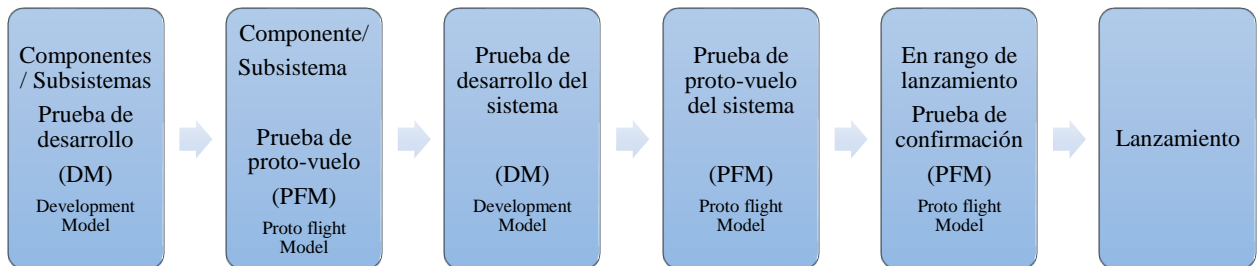 Componentes
/ Subsistemas
Prueba de
desarrollo
(DM)
Development
Model
Componente/
Subsistema
Prueba de
proto-vuelo
(PFM)
Proto flight
Model
Prueba de
desarrollo del
sistema
(DM)
Development
Model
Prueba de
proto-vuelo
del sistema
(PFM)
Proto flight
Model
En rango de
lanzamiento
Prueba de
confirmación
(PFM)
Proto flight
Model
Lanzamiento